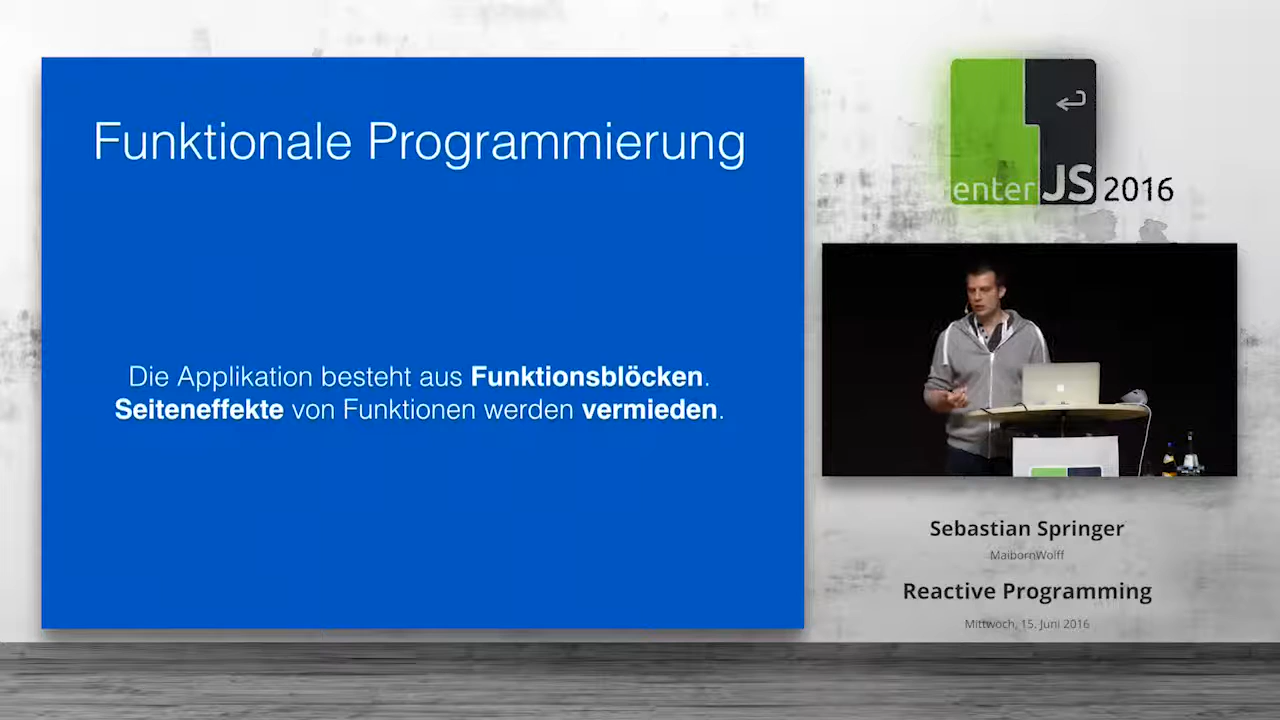 Funktionale Programmierung
Die Applikation besteht aus Funktionsblöcken.
Seiteneffekte von Funktionen werden vermieden.
enterJS 2016
Sebastian Springer
MaibornWolff
Reactive Programming
Mittwoch, 15. Juni 2016